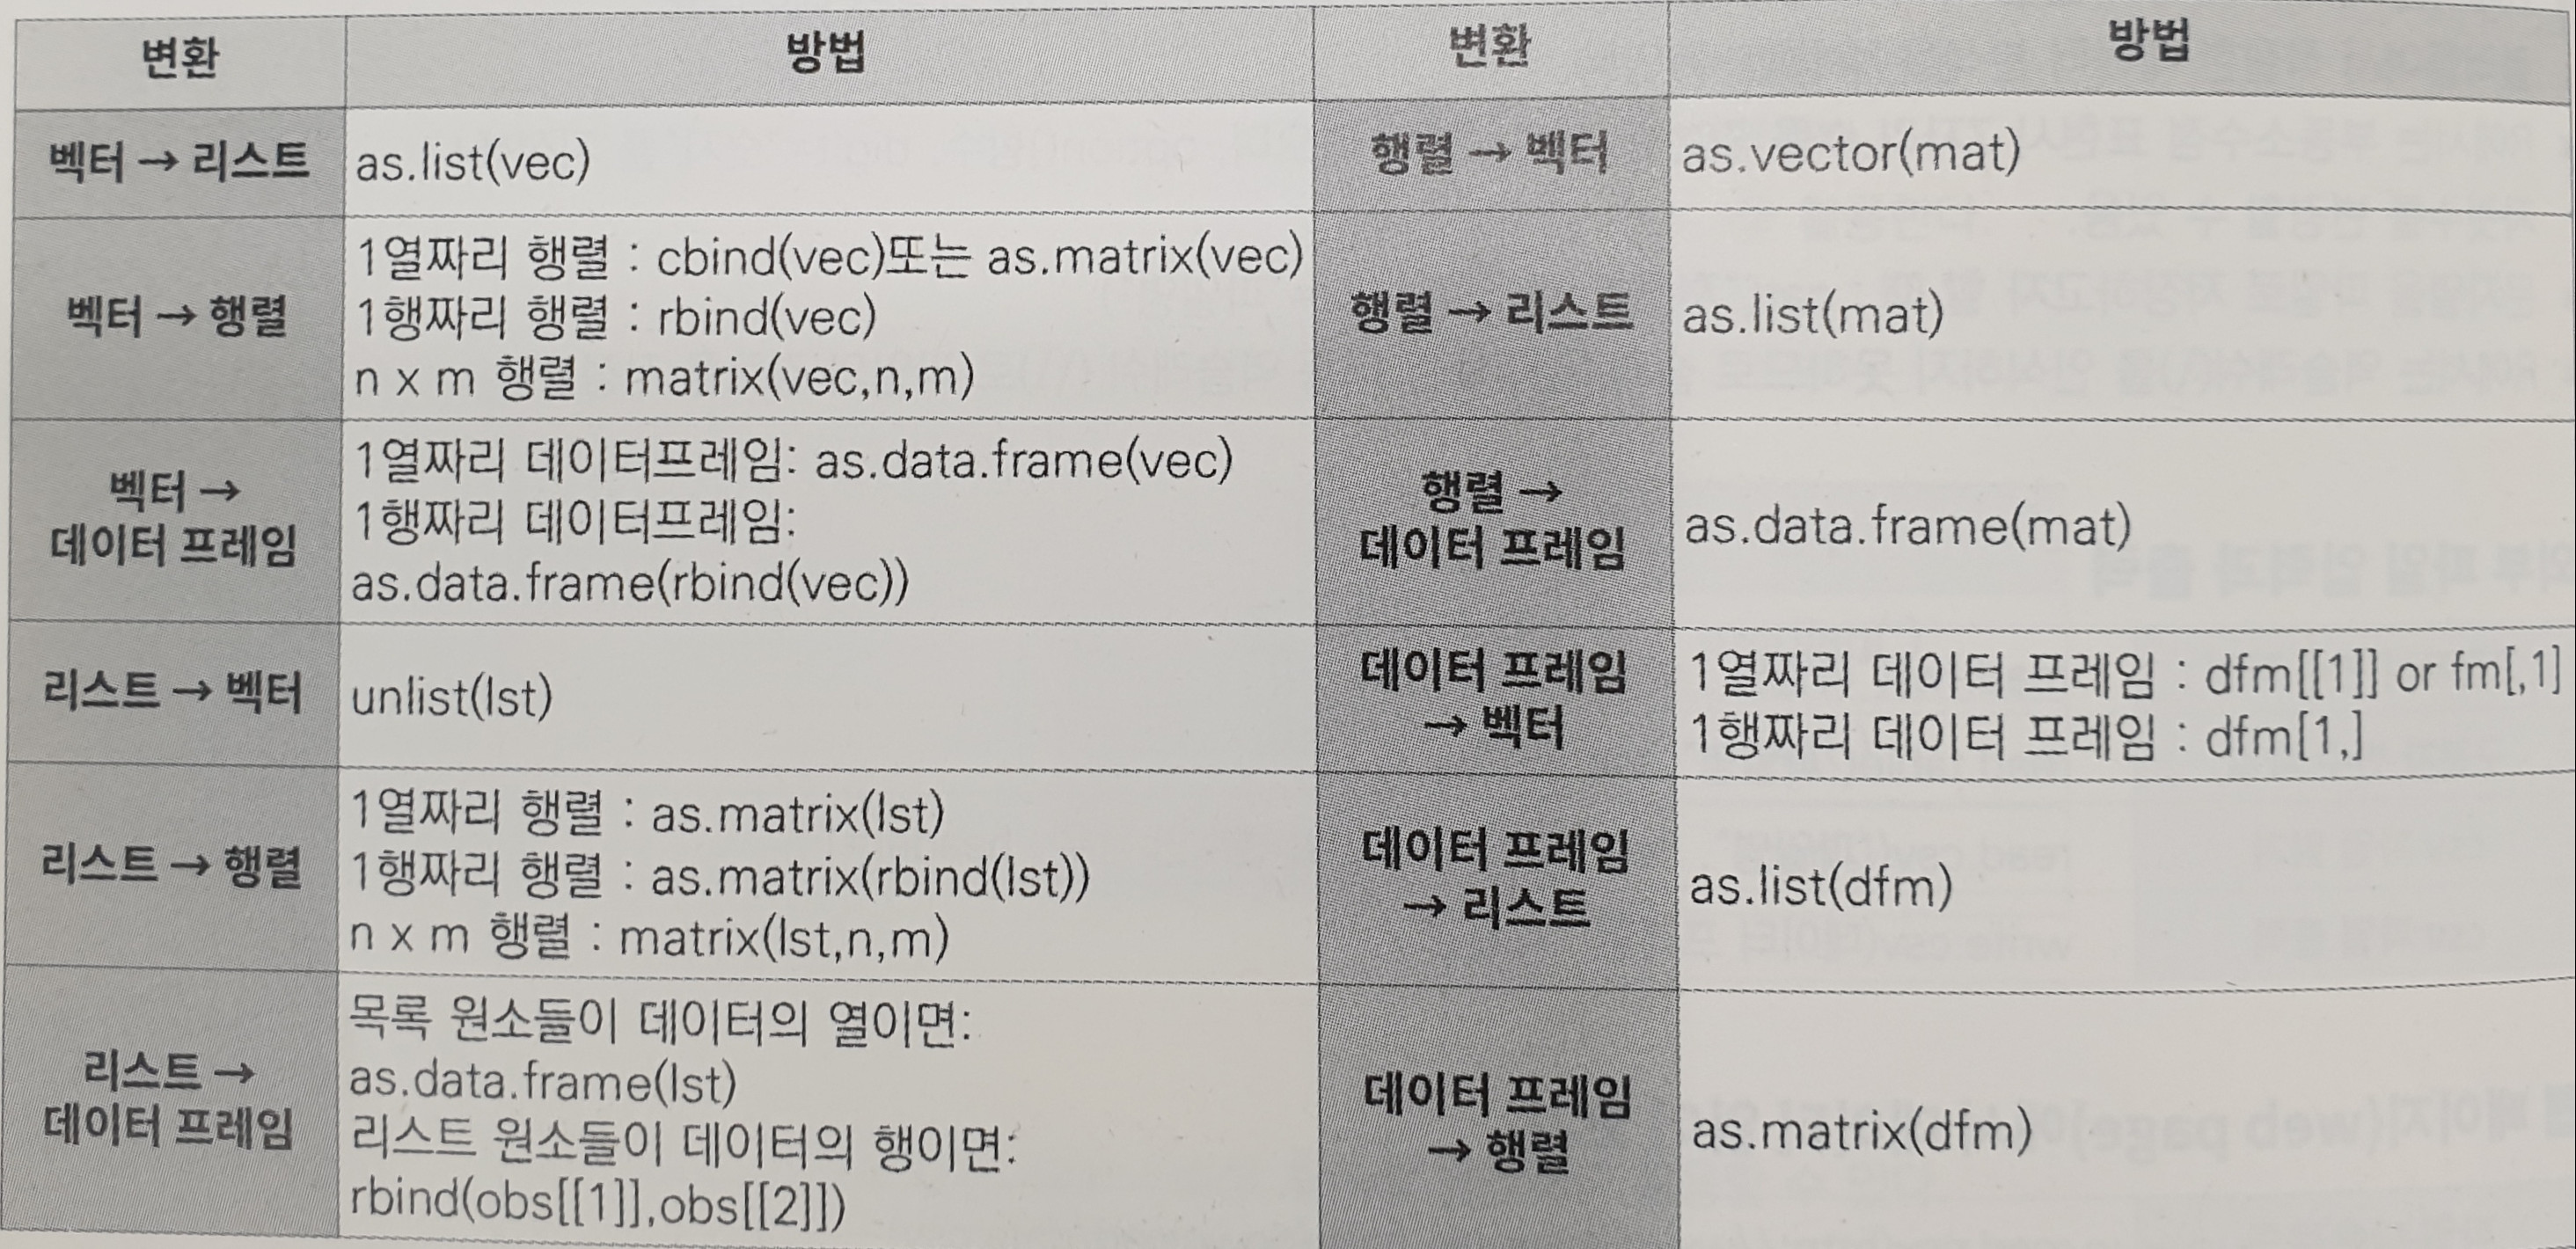 변환 방법 변환 방법
벡터 → 리스트 as.list(vec) 행렬 → 벡터 as.vector(mat)
벡터 → 행렬
1열짜리 행렬 : cbind(vec)또는 as.matrix(vec)
1행짜리 행렬 : rbind(vec)
n x m 행렬 : matrix(vec,n,m)
행렬 → 리스트 as.list(mat)
벡터 →
데이터 프레임
1열짜리 데이터프레임: as.data.frame(vec)
1행짜리 데이터프레임:
as.data.frame(rbind(vec))
행렬 →
데이터 프레임
as.data.frame(mat)
리스트 → 벡터 unlist(lst)
데이터 프레임
→ 벡터
1열짜리 데이터 프레임 : dfm[[1]] or fm[,1]
1행짜리 데이터 프레임 : dfm[1,]
리스트 → 행렬
1열짜리 행렬 : as.matrix(lst)
1행짜리 행렬 : as.matrix(rbind(lst))
n x m 행렬 : matrix(lst,n,m)
데이터 프레임
→ 리스트
as.list(dfm)
리스트 →
데이터 프레임
목록 원소들이 데이터의 열이면:
as.data.frame(lst)
리스트 원소들이 데이터의 행이면:
rbind(obs[[1]],obs[[2]])
데이터 프레임
→ 행렬
as.matrix(dfm)